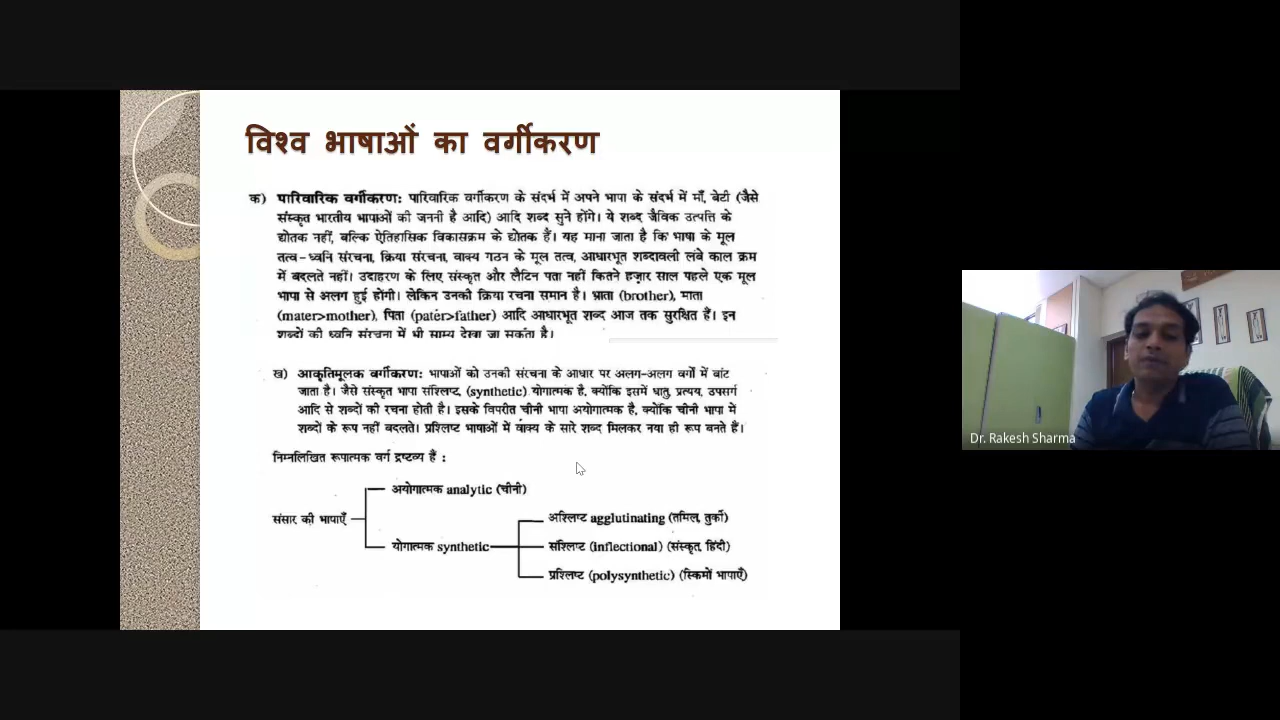 विश्व भाषाओं का वर्गीकरण
क) पारिवारिक वर्गीकरण: पारिवारिक वर्गीकरण के संदर्भ में अपने भाषा के संदर्भ में माँ, बेटी (जैसे
संस्कृत भारतीय भाषाओं की जननी है आदि) आदि शब्द सुने होंगे। ये शब्द जैविक उत्पत्ति के
द्योतक नहीं, बल्कि ऐतिहासिक विकासक्रम के द्योतक हैं। यह माना जाता है कि भाषा के मूल
तत्व-ध्वनि संरचना, क्रिया संरचना, वाक्य गठन के मूल तत्व, आधारभूत शब्दावली लंबे काल क्रम
में बदलते नहीं। उदाहरण के लिए संस्कृत और लैटिन पता नहीं कितने हज़ार साल पहले एक मूल
भाषा से अलग हुई होंगी। लेकिन उनकी क्रिया रचना समान है। भ्राता (brother), माता
(mater>mother), पिता (patēr>father) आदि आधारभूत शब्द आज तक सुरक्षित हैं। इन
शब्दों की ध्वनि संरचना में भी साम्य देखा जा सकता है।
ख) आकृतिमूलक वर्गीकरण: भाषाओं को उनकी संरचना के आधार पर अलग-अलग वर्गों में बांट
जाता है। जैसे संस्कृत भाषा संश्लिष्ट, (synthetic) योगात्मक है, क्योंकि इसमें धातु, प्रत्यय, उपसर्ग
आदि से शब्दों की रचना होती है। इसके विपरीत चीनी भाषा अयोगात्मक है, क्योंकि चीनी भाषा में
शब्दों के रूप नहीं बदलते। प्रश्लिष्ट भाषाओं में वाक्य के सारे शब्द मिलकर नया ही रूप बनते हैं।
निम्नलिखित रूपात्मक वर्ग द्रष्टव्य हैं :
अयोगात्मक analytic (चीनी)
संसार की भाषाएँ
योगात्मक synthetic
अश्लिष्ट agglutinating (तमिल, तुर्की)
संश्लिष्ट (inflectional) (संस्कृत, हिंदी)
प्रश्लिष्ट (polysynthetic) (स्किमों भाषाएँ)
Dr. Rakesh Sharma